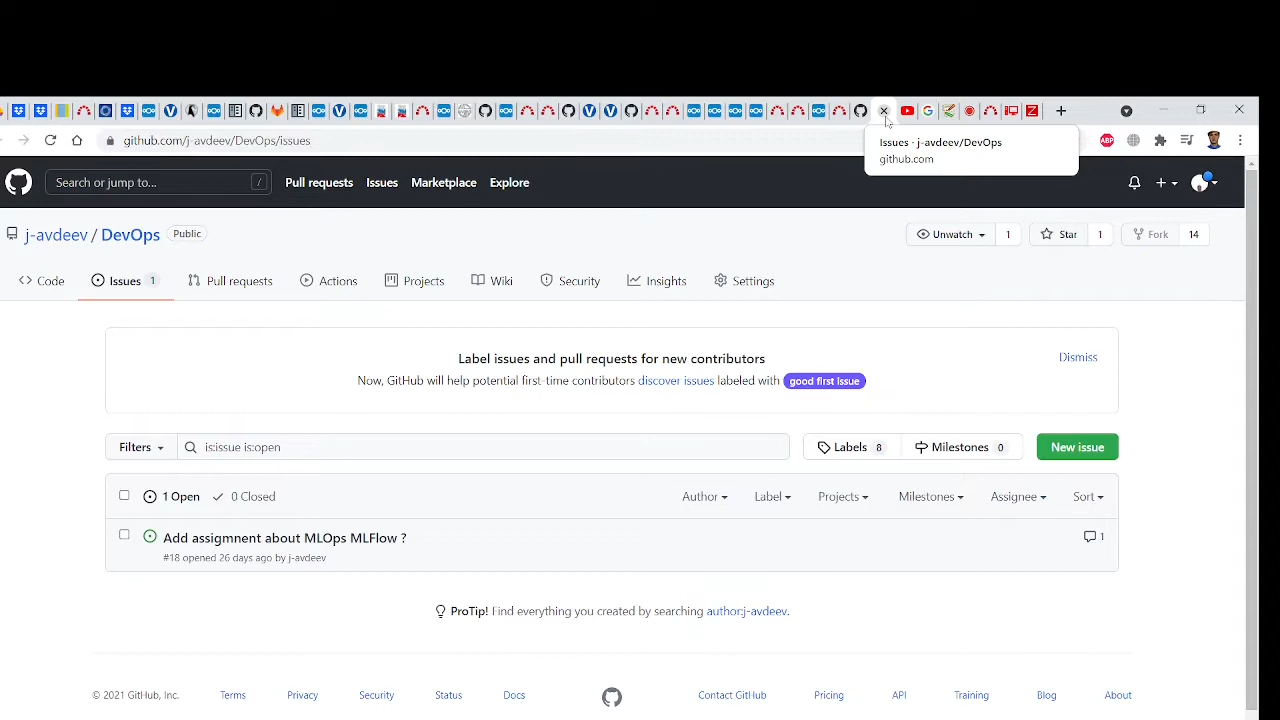 github.com/j-avdeev/DevOps/issues
Issues · j-avdeev/DevOps
github.com
ABP
Search or jump to... /
Pull requests Issues Marketplace Explore
j-avdeev / DevOps Public
Unwatch 1 Star 1 Fork 14
Code Issues 1 Pull requests Actions Projects Wiki Security Insights Settings
Label issues and pull requests for new contributors
Dismiss
Now, GitHub will help potential first-time contributors discover issues labeled with good first issue
Filters is:issue is:open Labels 8 Milestones 0 New issue
1 Open 0 Closed Author Label Projects Milestones Assignee Sort
Add assigmnent about MLOps MLFlow ? 1
#18 opened 26 days ago by j-avdeev
ProTip! Find everything you created by searching author:j-avdeev.
© 2021 GitHub, Inc. Terms Privacy Security Status Docs Contact GitHub Pricing API Training Blog About